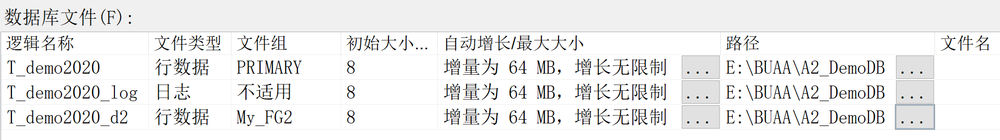 数据库文件(F):
逻辑名称 文件类型 文件组 初始大小... 自动增长/最大大小 路径 文件名
T_demo2020 行数据 PRIMARY 8 增量为 64 MB，增长无限制 ... E:\BUAA\A2_DemoDB ...
T_demo2020_log 日志 不适用 8 增量为 64 MB，增长无限制 ... E:\BUAA\A2_DemoDB ...
T_demo2020_d2 行数据 My_FG2 8 增量为 64 MB，增长无限制 ... E:\BUAA\A2_DemoDB ...